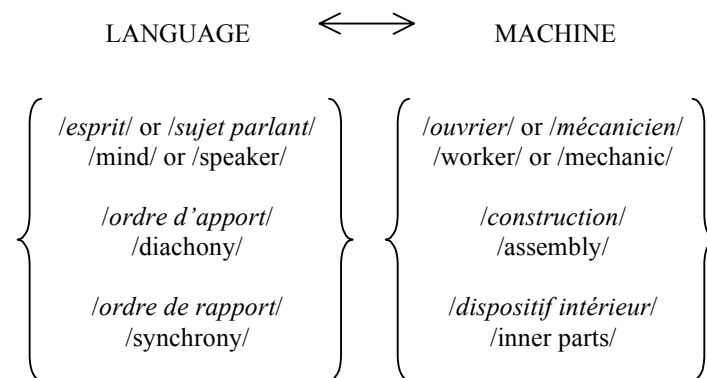 LANGUAGE
MACHINE
/esprit/ or /sujet parlant/
/mind/ or /speaker/
/ordre d’apport/
/diachony/
/ordre de rapport/
/synchrony/
/ouvrier/ or /mécanicien/
/worker/ or /mechanic/
/construction/
/assembly/
/dispositif intérieur/
/inner parts/